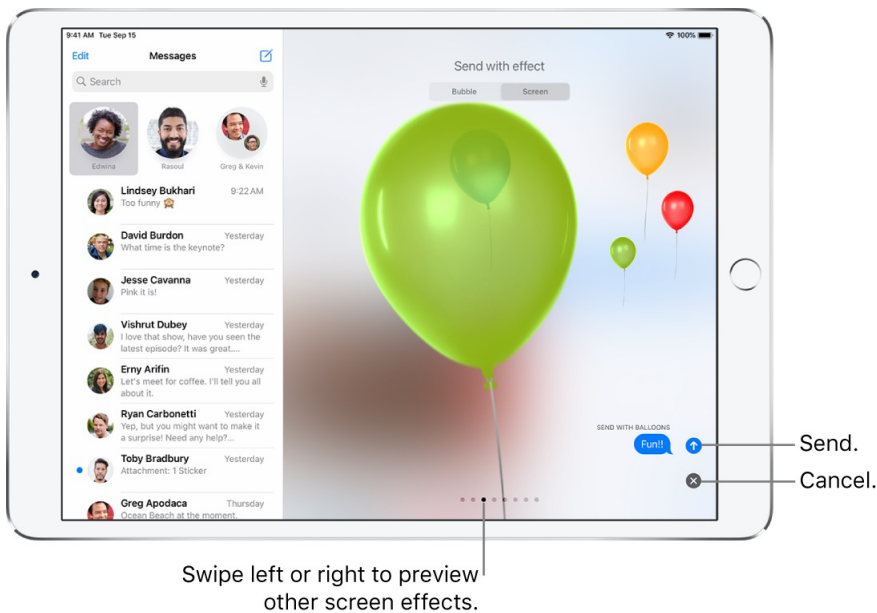 9:41 AM Tue Sep 15
100%
Edit
Messages
Search
Edwina
Rasoul
Greg & Kevin
Lindsey Bukhari
9:22 AM
Too funny 🙈
David Burdon
Yesterday
What time is the keynote?
Jesse Cavanna
Yesterday
Pink it is!
Vishrut Dubey
Yesterday
I love that show, have you seen the
latest episode? It was great....
Erny Arifin
Yesterday
Let's meet for coffee. I'll tell you all
about it.
Ryan Carbonetti
Yesterday
Yep, but you might want to make it
a surprise! Need any help?...
Toby Bradbury
Yesterday
Attachment: 1 Sticker
Greg Apodaca
Thursday
Ocean Beach at the moment.
Send with effect
Bubble
Screen
SEND WITH BALLOONS
Fun!!
Send.
Cancel.
Swipe left or right to preview
other screen effects.